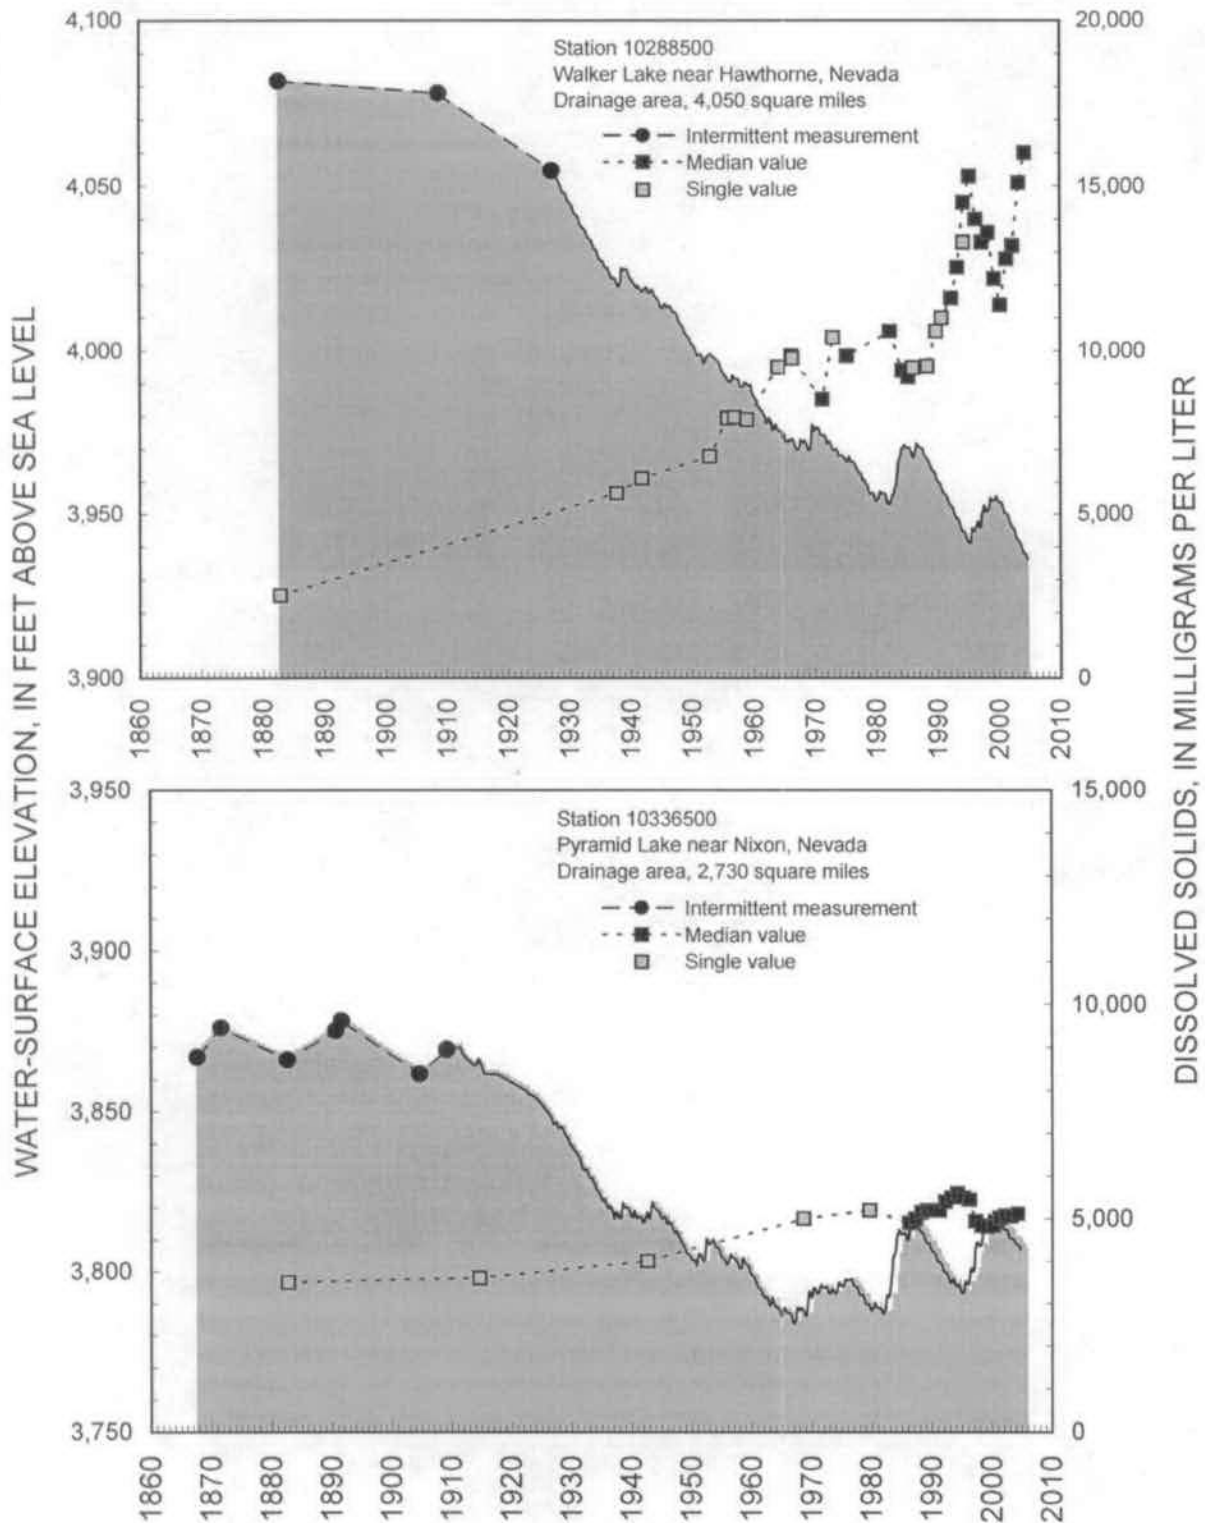 WATER-SURFACE ELEVATION, IN FEET ABOVE SEA LEVEL
4,100
4,050
4,000
3,950
3,900
Station 10288500
Walker Lake near Hawthorne, Nevada
Drainage area, 4,050 square miles
Intermittent measurement
Median value
Single value
20,000
15,000
10,000
5,000
0
1860 1870 1880 1890 1900 1910 1920 1930 1940 1950 1960 1970 1980 1990 2000 2010
3,950
3,900
3,850
3,800
3,750
Station 10336500
Pyramid Lake near Nixon, Nevada
Drainage area, 2,730 square miles
Intermittent measurement
Median value
Single value
15,000
10,000
5,000
0
1860 1870 1880 1890 1900 1910 1920 1930 1940 1950 1960 1970 1980 1990 2000 2010
DISSOLVED SOLIDS, IN MILLIGRAMS PER LITER